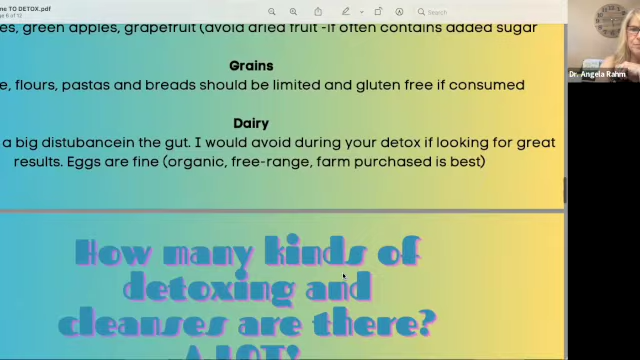 me TO DETOX.pdf
Page 6 of 12
Search
es, green apples, grapefruit (avoid dried fruit -if often contains added sugar
Grains
e, flours, pastas and breads should be limited and gluten free if consumed
Dairy
a big distubancein the gut. I would avoid during your detox if looking for great
results. Eggs are fine (organic, free-range, farm purchased is best)
How many kinds of
detoxing and
cleanses are there?
A LOT!
Dr. Angela Rahm